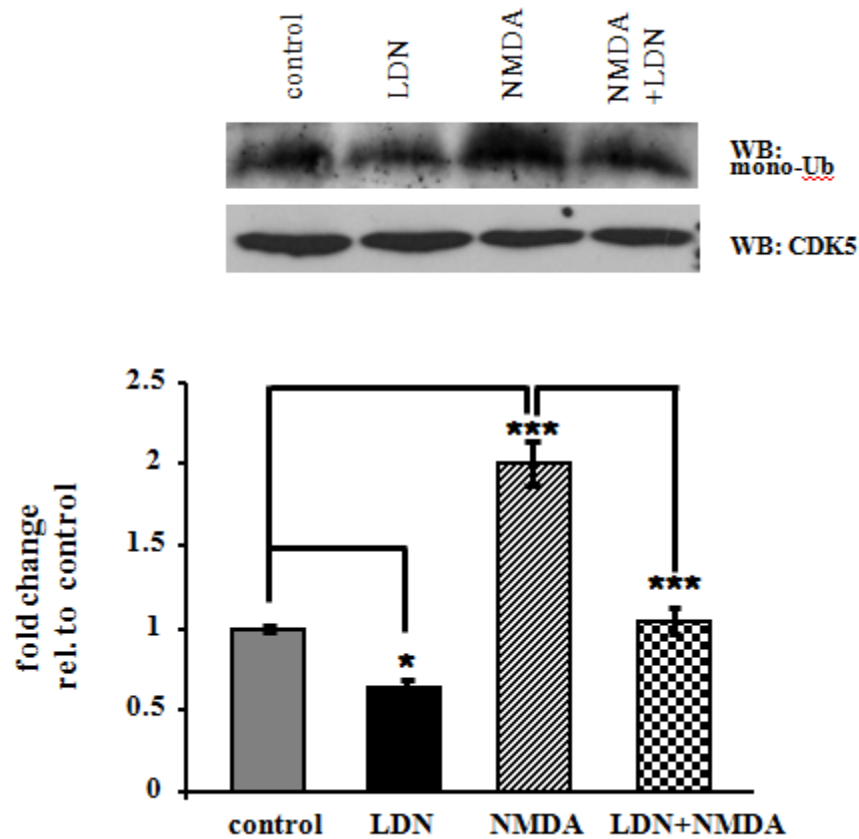 control
LDN
NMDA
NMDA
+LDN
WB:
mono-Ub
WB: CDK5
2.5
2
1.5
1
0.5
0
fold change
rel. to control
***
***
*
control
LDN
NMDA
LDN+NMDA